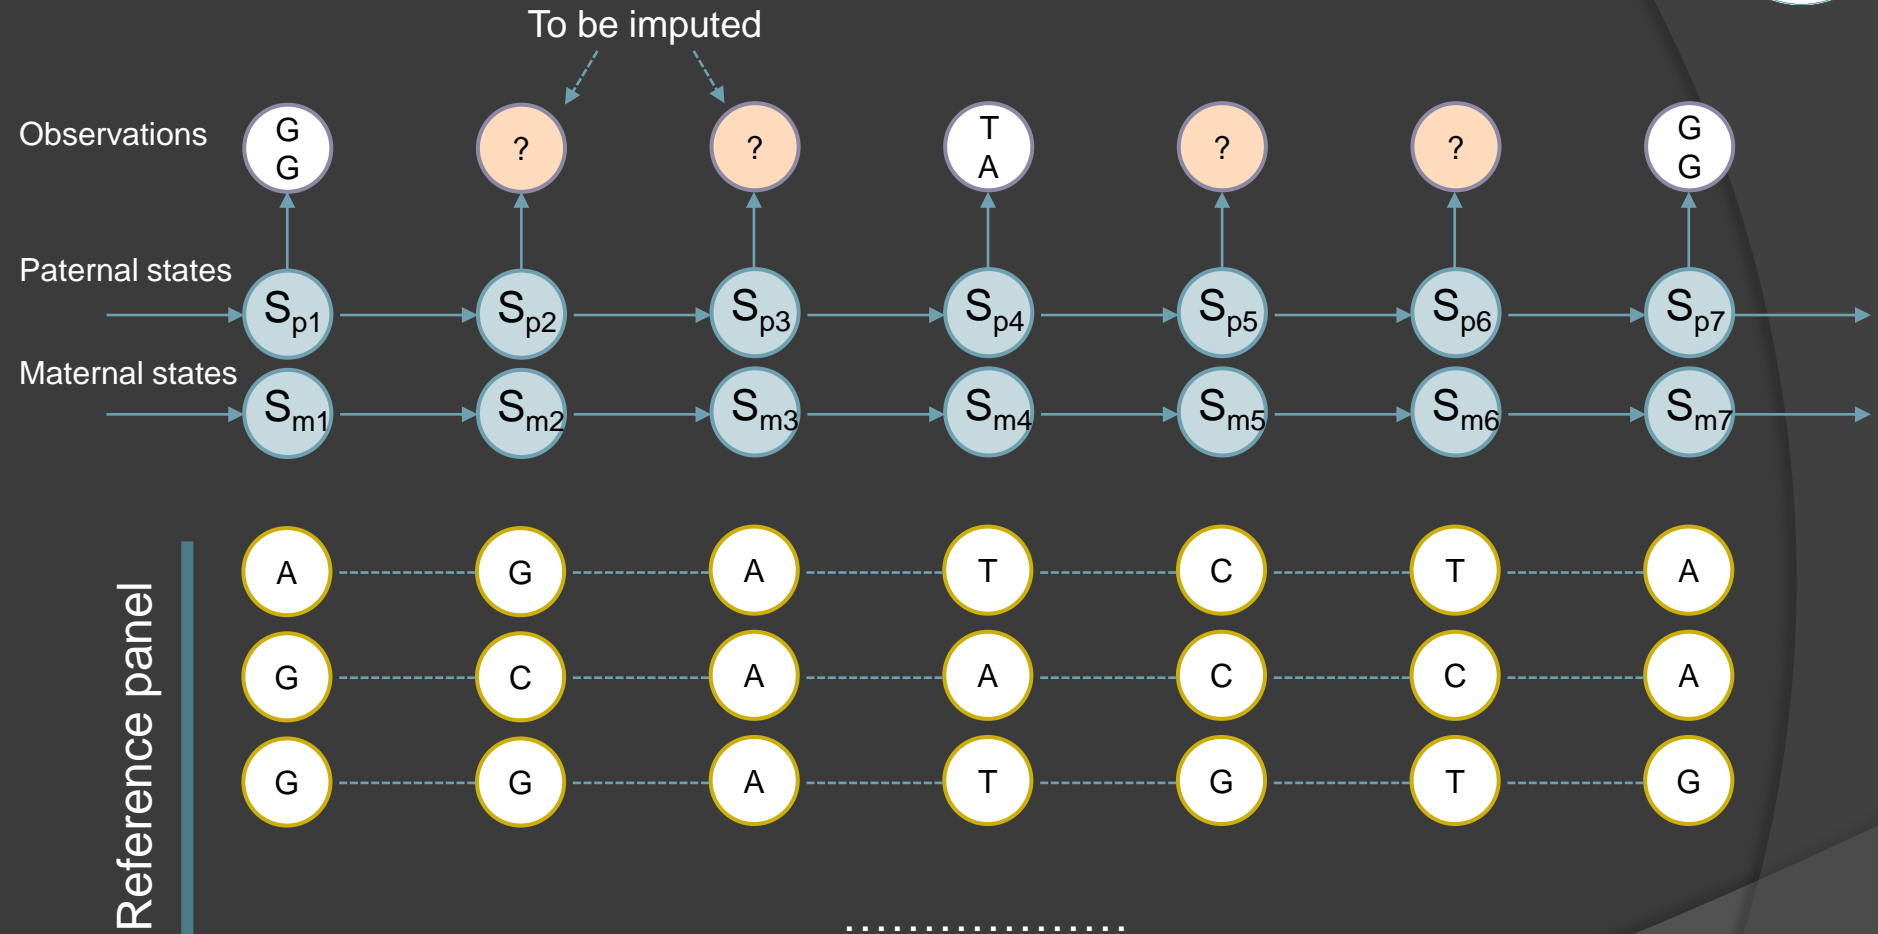 To be imputed
Observations
G ? ? T ? ? G
G A G
Paternal states
Sp1 Sp2 Sp3 Sp4 Sp5 Sp6 Sp7
Maternal states
Sm1 Sm2 Sm3 Sm4 Sm5 Sm6 Sm7
Reference panel
A G A T C T A
G C A A C C A
G G A T G T G
..................